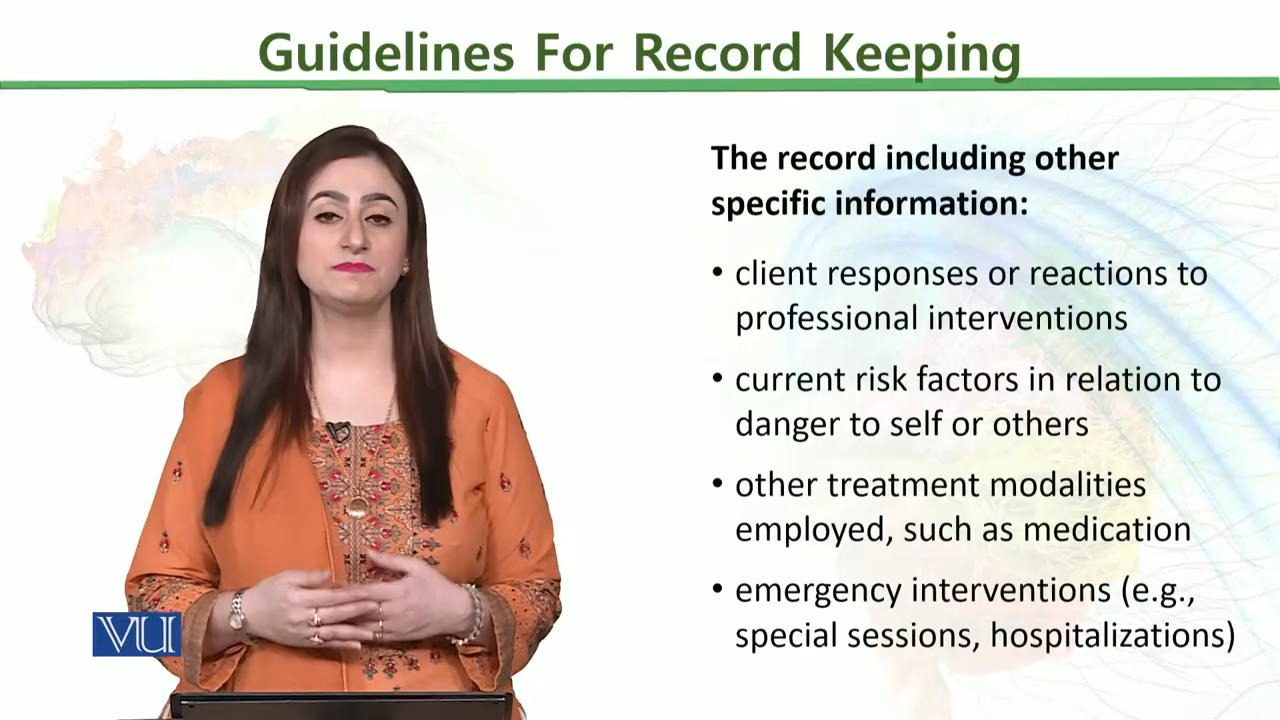 Guidelines For Record Keeping
The record including other
specific information:
• client responses or reactions to
professional interventions
• current risk factors in relation to
danger to self or others
• other treatment modalities
employed, such as medication
• emergency interventions (e.g.,
special sessions, hospitalizations)
VU